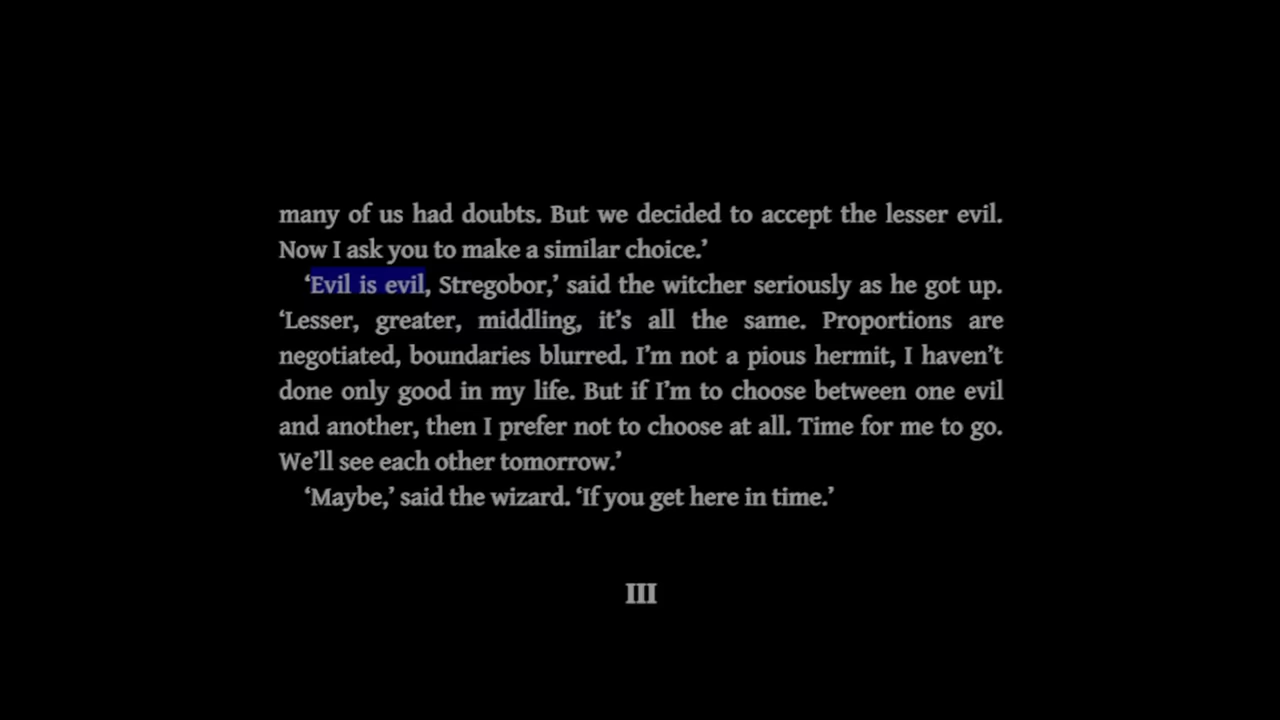 many of us had doubts. But we decided to accept the lesser evil.
Now I ask you to make a similar choice.’
‘Evil is evil, Stregobor,’ said the witcher seriously as he got up.
‘Lesser, greater, middling, it’s all the same. Proportions are
negotiated, boundaries blurred. I’m not a pious hermit, I haven’t
done only good in my life. But if I’m to choose between one evil
and another, then I prefer not to choose at all. Time for me to go.
We’ll see each other tomorrow.’
‘Maybe,’ said the wizard. ‘If you get here in time.’
III